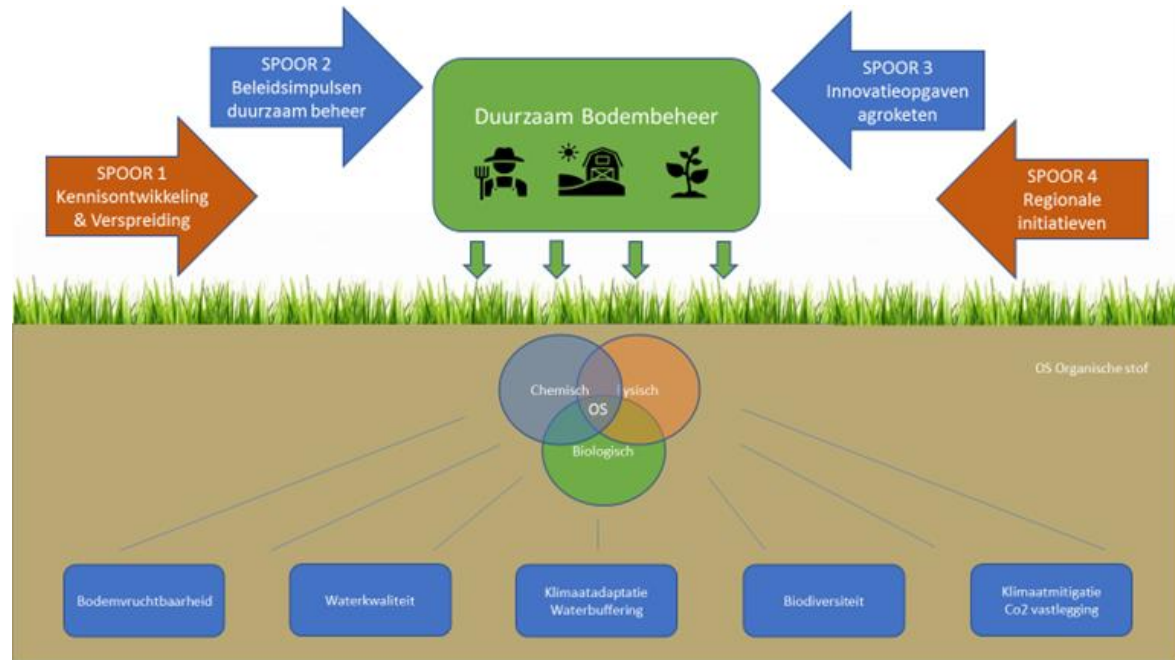 SPOOR 2
Beleidsimpulsen
duurzaam beheer
SPOOR 3
Innovatieopgaven
agroketen
Duurzaam Bodembeheer
SPOOR 1
Kennisontwikkeling
& Verspreiding
SPOOR 4
Regionale
initiatieven
OS Organische stof
Chemisch
ysisch
OS
Biologisch
Bodemvruchtbaarheid
Waterkwaliteit
Klimaatadaptatie
Waterbuffering
Biodiversiteit
Klimaatmitigatie
Co2 vastlegging